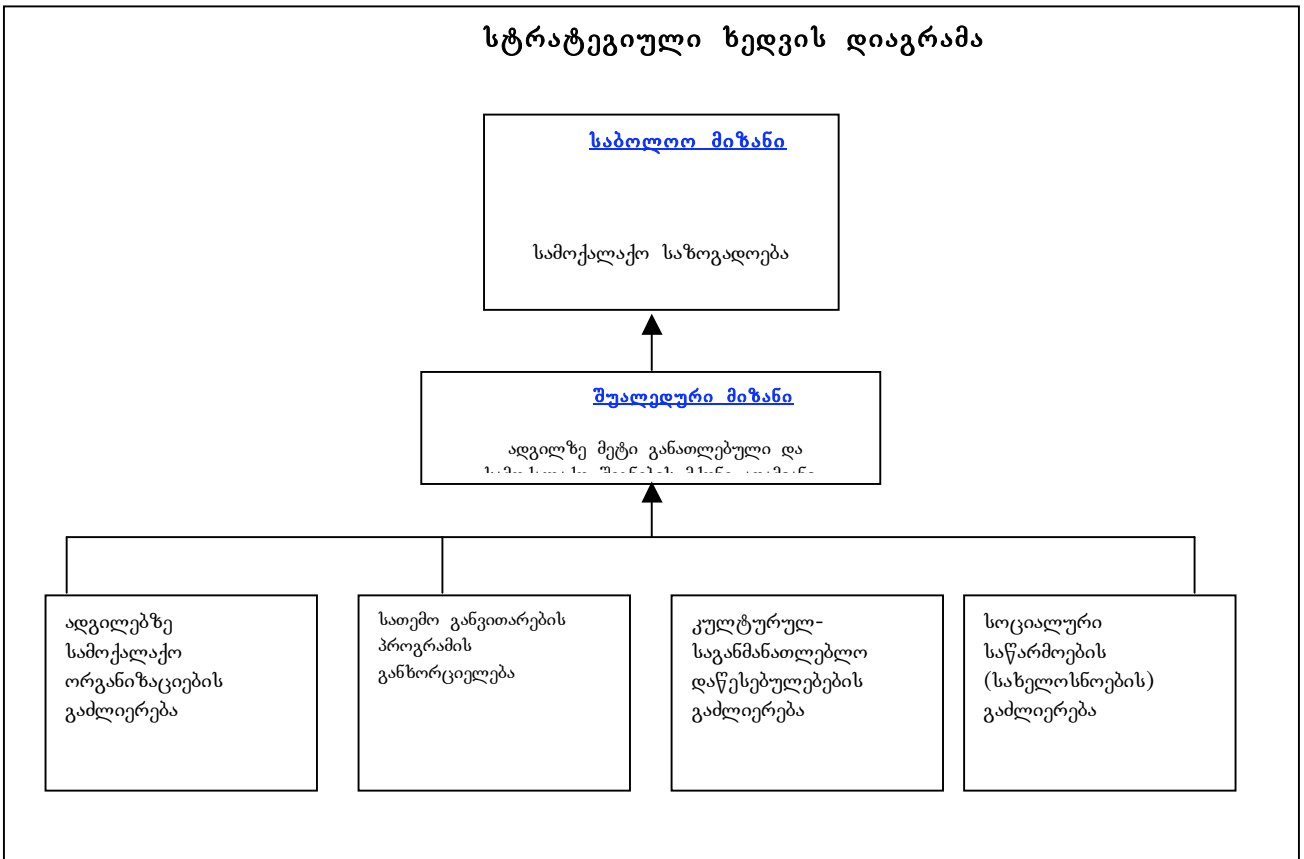 სტრატეგიული ხედვის დიაგრამა
საბოლოო მიზანი
სამოქალაქო საზოგადოება
შუალედური მიზანი
ადგილზე მეტი განათლებული და
ადგილებზე
სამოქალაქო
ორგანიზაციების
გაძლიერება
სათემო განვითარების
პროგრამის
განხორციელება
კულტურულ-
საგანმანათლებლო
დაწესებულებების
გაძლიერება
სოციალური
საწარმოების
(სახელოსნოების)
გაძლიერება